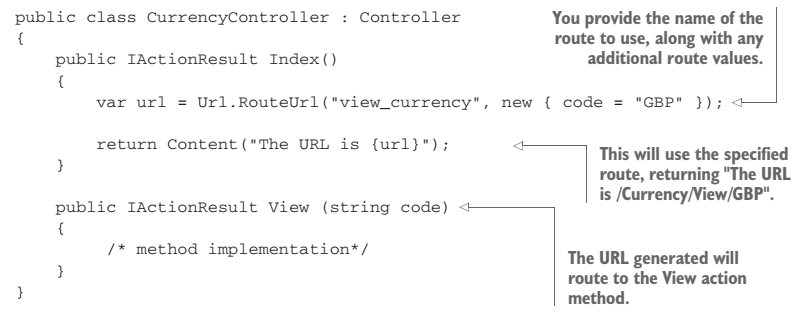 public class CurrencyController : Controller
{
    public IActionResult Index()
    {
        var url = Url.RouteUrl("view_currency", new { code = "GBP" });
        return Content("The URL is {url}");
    }
    public IActionResult View (string code)
    {
         /* method implementation*/
    }
}
You provide the name of the
route to use, along with any
additional route values.
This will use the specified
route, returning "The URL
is /Currency/View/GBP".
The URL generated will
route to the View action
method.